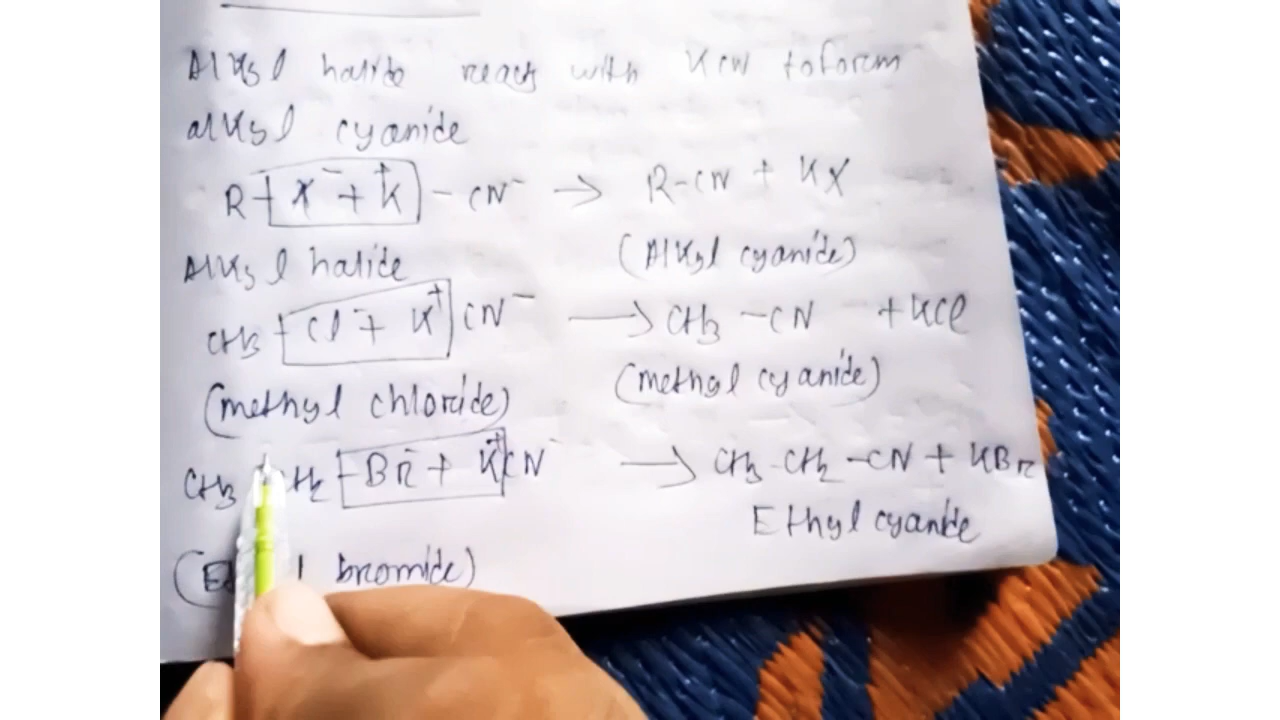 Alkyl halide reacts with KCN to form
alkyl cyanide
R-X⁻ + K⁺ - CN⁻ → R-CN + KX
Alkyl halide (Alkyl cyanide)
CH3-Cl⁻ + K⁺ CN⁻ → CH3-CN + KCl
(methyl chloride) (methyl cyanide)
CH3 CH2-Br⁻ + K⁺CN⁻ → CH3-CH2-CN + KBr
Ethyl cyanide
bromide)